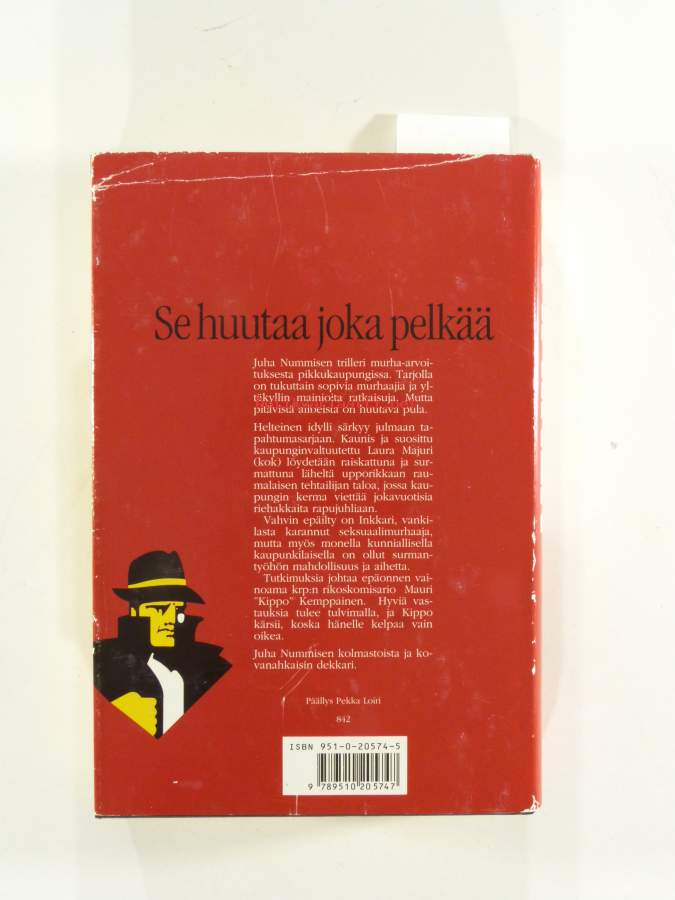 Se huutaa joka pelkää
Juha Nummisen trilleri murha-arvoi-
tuksesta pikkukaupungissa. Tarjolla
on tukuttain sopivia murhaajia ja yl-
täkyllin mainioita ratkaisuja. Mutta
pitävistä alibeista on huutava pula.
Helteinen idylli särkyy julmaan ta-
pahtumasarjaan. Kaunis ja suosittu
kaupunginvaltuutettu Laura Majuri
(kok) löydetään raiskattuna ja sur-
mattuna läheltä upporikkaan rau-
malaisen tehtailijan taloa, jossa kau-
pungin kerma viettää jokavuotisia
riehakkaita rapujuhliaan.
Vahvin epäilty on Inkkari, vanki-
lasta karannut seksuaalimurhaaja,
mutta myös monella kunniallisella
kaupunkilaisella on ollut surman-
työhön mahdollisuus ja aihetta.
Tutkimuksia johtaa epäonnen vai-
noama krp:n rikoskomisario Mauri
"Kippo" Kemppainen. Hyviä vas-
tauksia tulee tulvimalla, ja Kippo
kärsii, koska hänelle kelpaa vain
oikea.
Juha Nummisen kolmastoista ja ko-
vanahkaisin dekkari.
Päällys Pekka Loiri
842
ISBN 951-0-20574-5
9 789510 205747